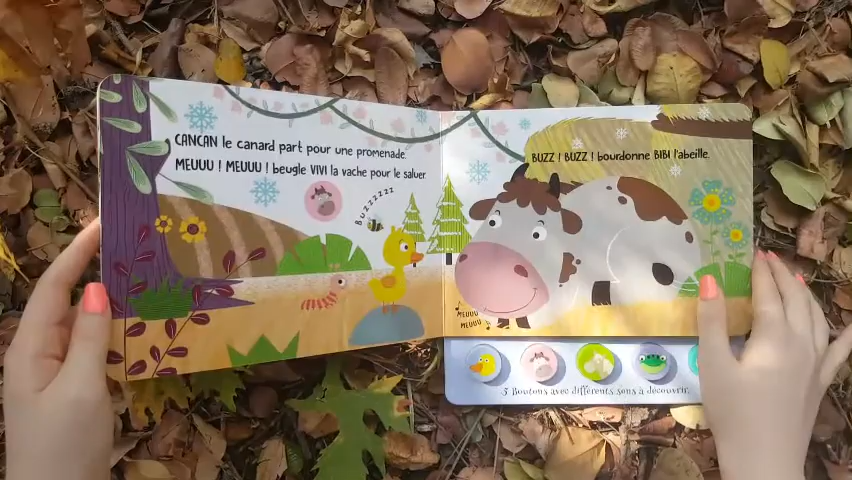 CANCAN le canard part pour une promenade.
MEUUU ! MEUUU ! beugle VIVI la vache pour le saluer.
BUZZZZZZ
BUZZ ! BUZZ ! bourdonne BIBI l'abeille.
MEUUU
MEUUU
5 Boutons avec différents sons à découvrir.